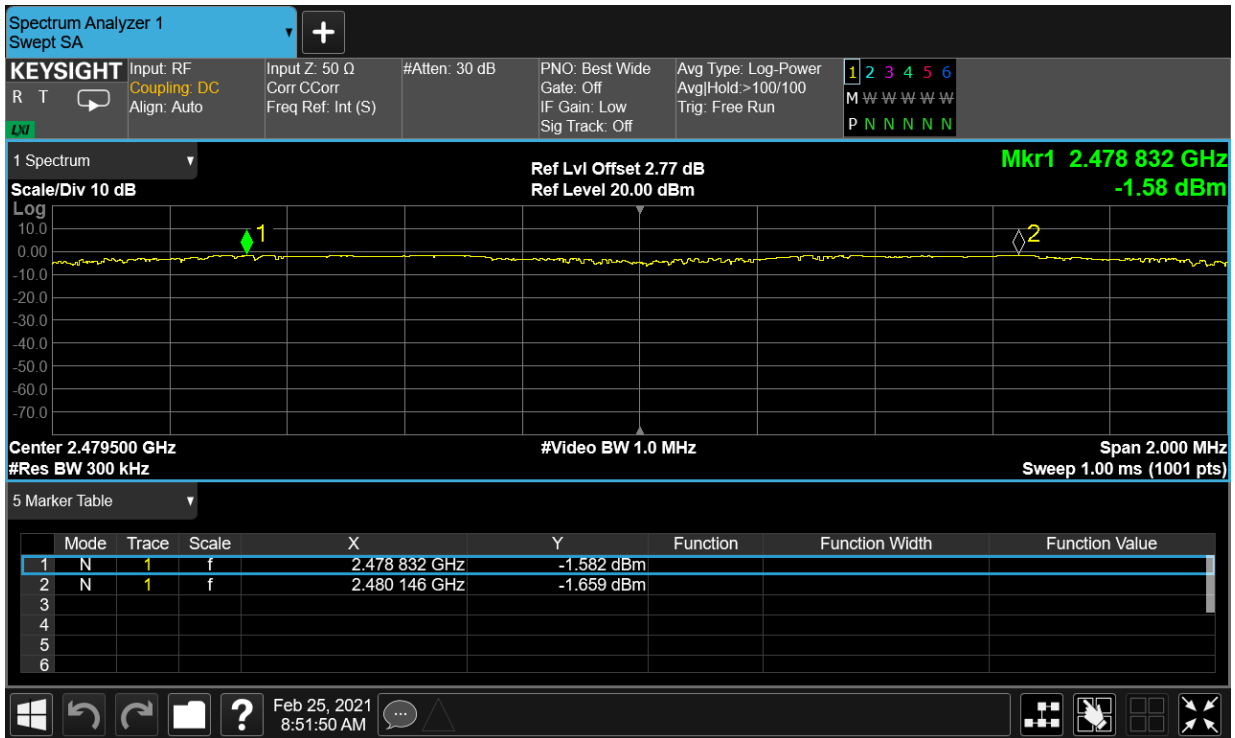 Spectrum Analyzer 1
Swept SA
KEYSIGHT
R T
LXI
Input: RF
Coupling: DC
Align: Auto
Input Z: 50 Ω
Corr CCorr
Freq Ref: Int (S)
#Atten: 30 dB
PNO: Best Wide
Gate: Off
IF Gain: Low
Sig Track: Off
Avg Type: Log-Power
Avg|Hold:>100/100
Trig: Free Run
1 2 3 4 5 6
M W W W W W
P N N N N N
1 Spectrum
Scale/Div 10 dB
Ref Lvl Offset 2.77 dB
Ref Level 20.00 dBm
Mkr1 2.478 832 GHz
-1.58 dBm
Log
10.0
0.00
-10.0
-20.0
-30.0
-40.0
-50.0
-60.0
-70.0
1
2
Center 2.479500 GHz
#Res BW 300 kHz
#Video BW 1.0 MHz
Span 2.000 MHz
Sweep 1.00 ms (1001 pts)
5 Marker Table
Mode Trace Scale X Y Function Function Width Function Value
1 N 1 f 2.478 832 GHz -1.582 dBm
2 N 1 f 2.480 146 GHz -1.659 dBm
3
4
5
6
?
Feb 25, 2021
8:51:50 AM